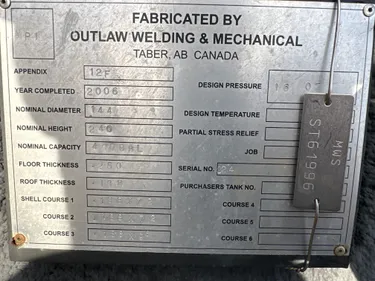 FABRICATED BY
OUTLAW WELDING & MECHANICAL
TABER, AB CANADA
APPENDIX 12F
YEAR COMPLETED 2006
DESIGN PRESSURE
NOMINAL DIAMETER 144
DESIGN TEMPERATURE
NOMINAL HEIGHT 240
PARTIAL STRESS RELIEF
NOMINAL CAPACITY
JOB
FLOOR THICKNESS
SERIAL NO.
ROOF THICKNESS
PURCHASERS TANK NO.
SHELL COURSE 1
COURSE 4
COURSE 2
COURSE 5
COURSE 3
COURSE 6
MWS
ST61996